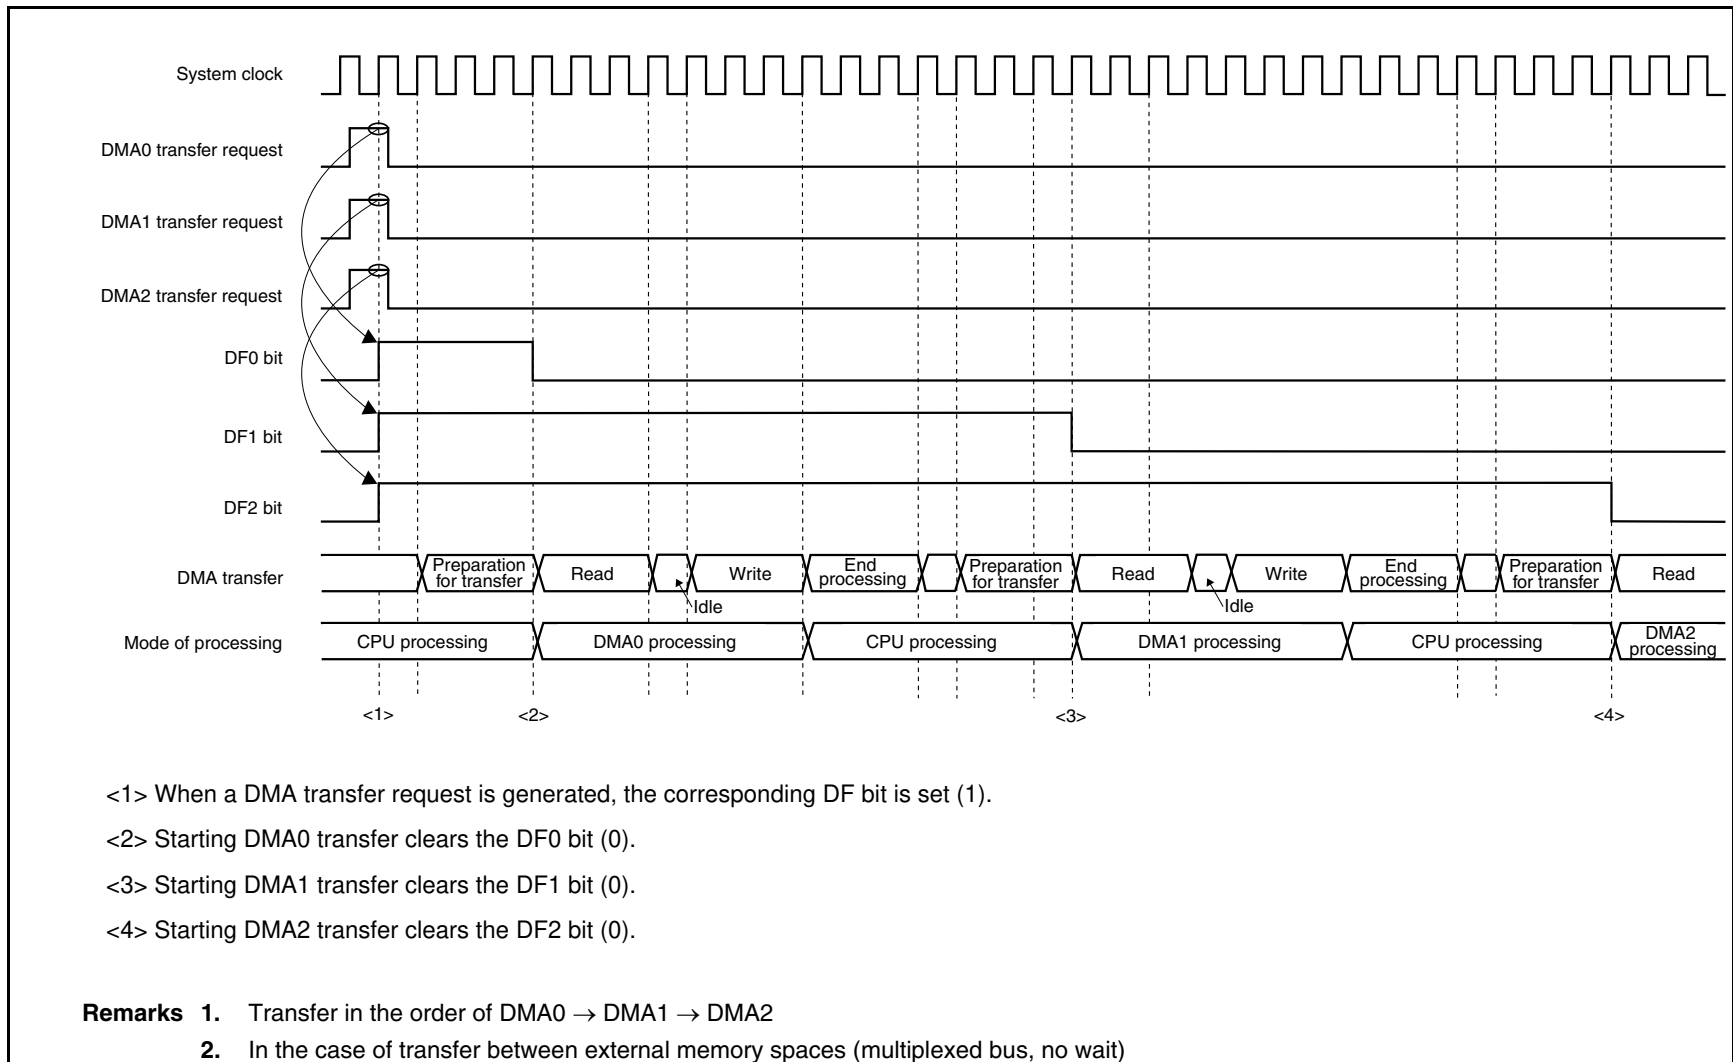 System clock
DMA0 transfer request
DMA1 transfer request
DMA2 transfer request
DF0 bit
DF1 bit
DF2 bit
DMA transfer
Preparation
for transfer
Read
Idle
Write
End
processing
Preparation
for transfer
Read
Idle
Write
End
processing
Preparation
for transfer
Read
Mode of processing
CPU processing
DMA0 processing
CPU processing
DMA1 processing
CPU processing
DMA2
processing
<1>
<2>
<3>
<4>
<1> When a DMA transfer request is generated, the corresponding DF bit is set (1).
<2> Starting DMA0 transfer clears the DF0 bit (0).
<3> Starting DMA1 transfer clears the DF1 bit (0).
<4> Starting DMA2 transfer clears the DF2 bit (0).
Remarks 1. Transfer in the order of DMA0 → DMA1 → DMA2
2. In the case of transfer between external memory spaces (multiplexed bus, no wait)